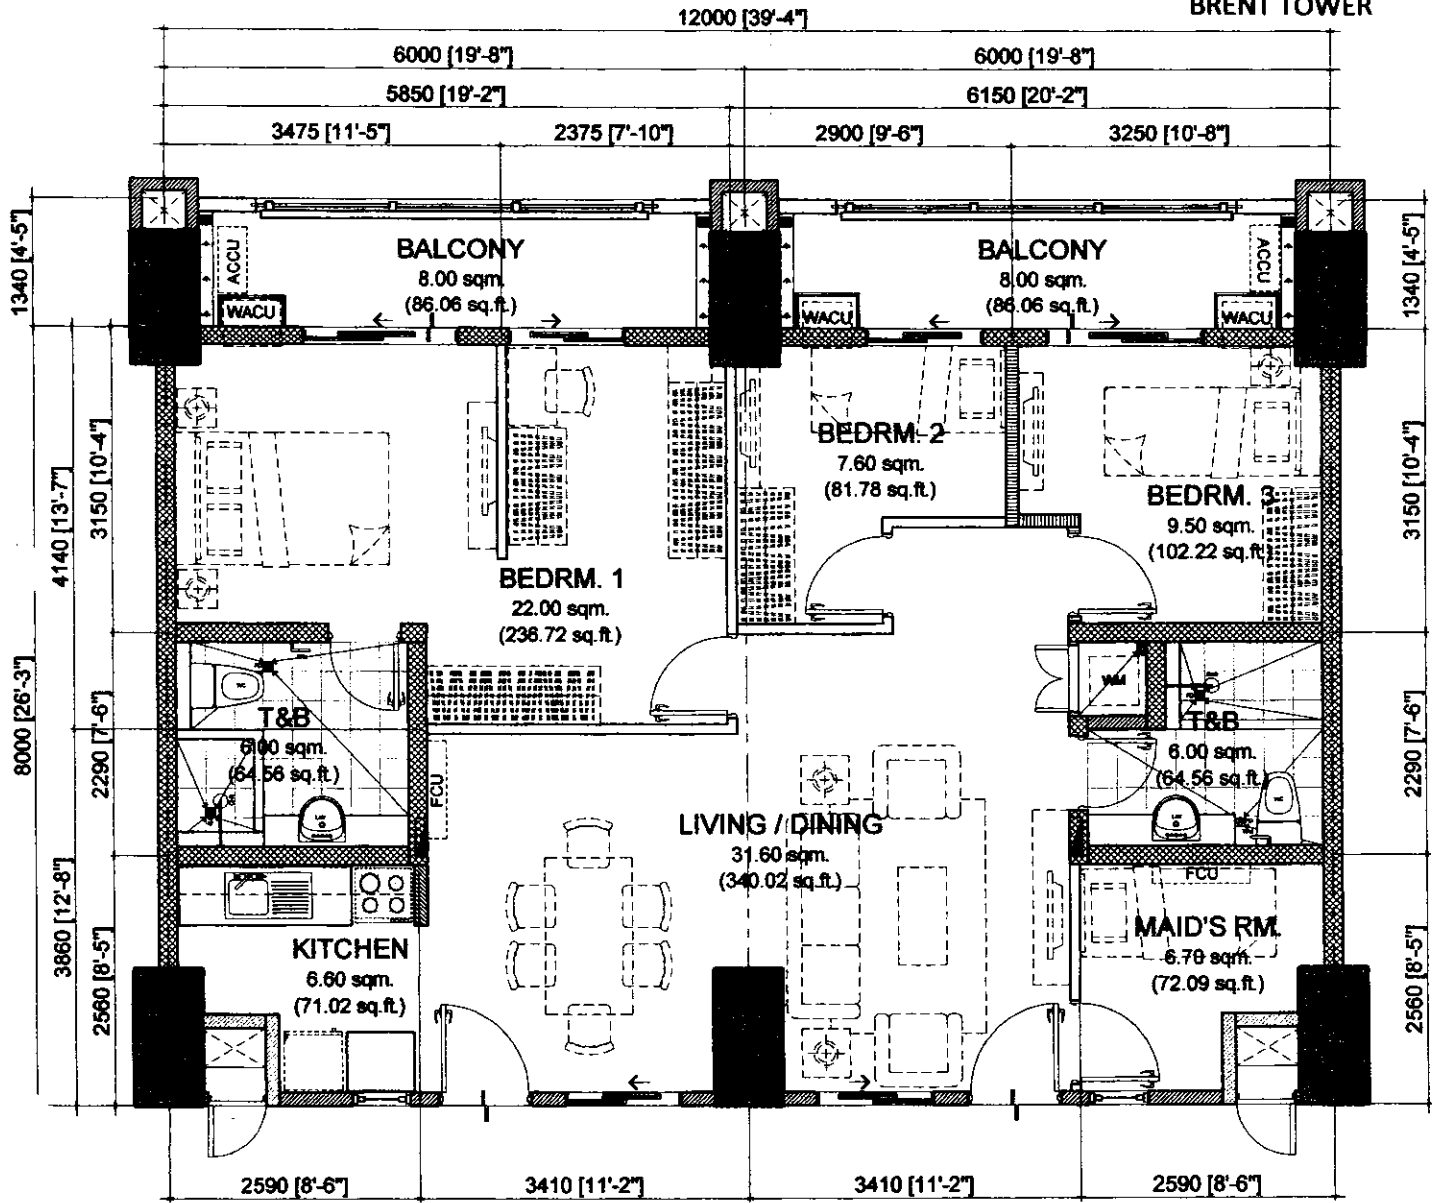 BRENT TOWER
12000 [39'-4"]
6000 [19'-8"]
6000 [19'-8"]
5850 [19'-2"]
6150 [20'-2"]
3475 [11'-5"]
2375 [7'-10"]
2900 [9'-6"]
3250 [10'-8"]
1340 [4'-5"]
1340 [4'-5"]
ACCU
BALCONY
8.00 sqm.
(86.06 sq.ft.)
WACU
BALCONY
8.00 sqm.
(86.06 sq.ft.)
ACCU
WACU
WACU
8000 [26'-3"]
4140 [13'-7"]
3150 [10'-4"]
3150 [10'-4"]
BEDRM. 2
7.60 sqm.
(81.78 sq.ft.)
BEDRM. 3
9.50 sqm.
(102.22 sq.ft.)
BEDRM. 1
22.00 sqm.
(236.72 sq.ft.)
2290 [7'-6"]
2290 [7'-6"]
WM
T&B
6.00 sqm.
(64.56 sq.ft.)
T&B
6.00 sqm.
(64.56 sq.ft.)
FCU
LIVING / DINING
31.60 sqm.
(340.02 sq.ft.)
3860 [12'-8"]
2560 [8'-5"]
2560 [8'-5"]
FCU
KITCHEN
6.60 sqm.
(71.02 sq.ft.)
MAID'S RM.
6.70 sqm.
(72.09 sq.ft.)
2590 [8'-6"]
3410 [11'-2"]
3410 [11'-2"]
2590 [8'-6"]